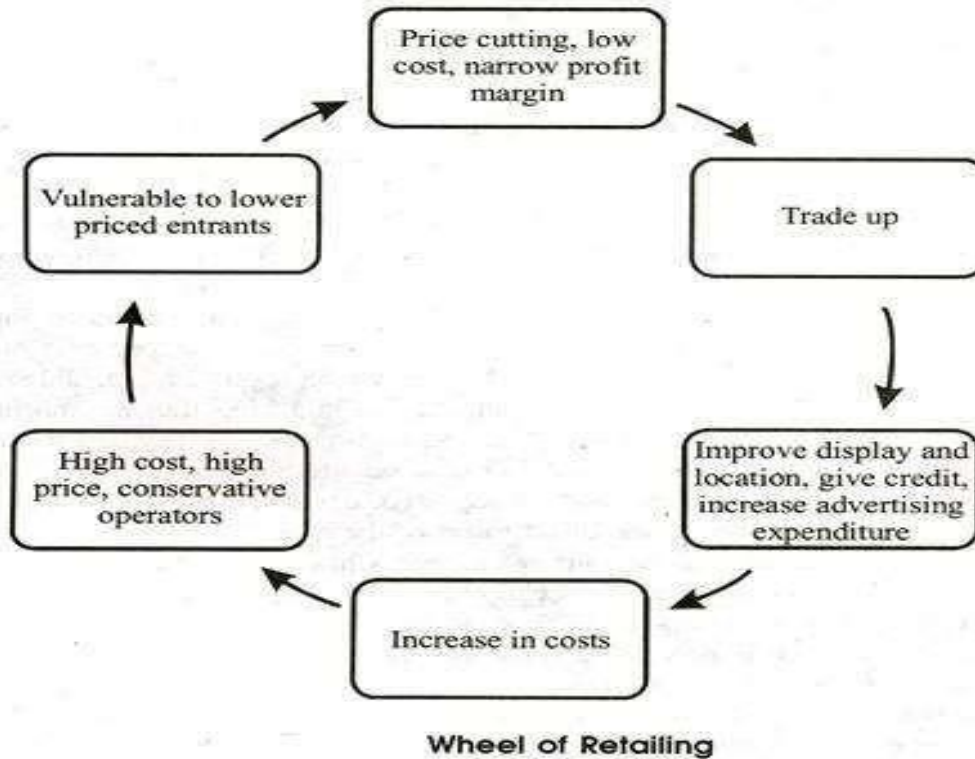 Price cutting, low
cost, narrow profit
margin
Trade up
Improve display and
location, give credit,
increase advertising
expenditure
Increase in costs
High cost, high
price, conservative
operators
Vulnerable to lower
priced entrants
Wheel of Retailing